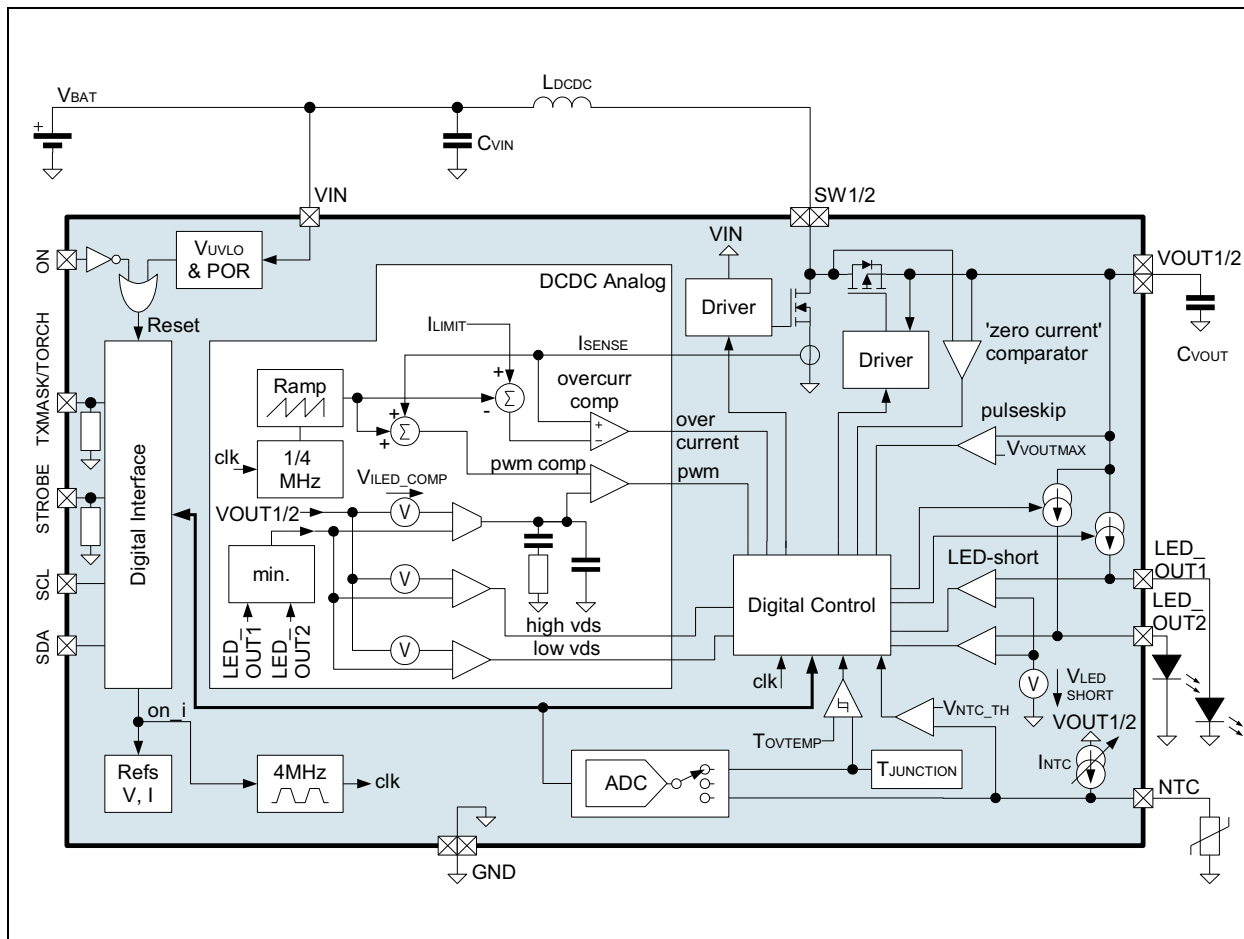 LDCDC
VBAT
+
CVIN
VIN
SW1/2
ON
VUVLO
& POR
VIN
VOUT1/2
DCDC Analog
Driver
Reset
ILIMIT
ISENSE
'zero current'
comparator
CVOUT
Driver
TXMASK/TORCH
Ramp
+
+
Σ
-
overcurr
comp
+
Σ
+
+
−
over
current
pulseskip
VVOUTMAX
clk
1/4
MHz
pwm comp
pwm
STROBE
Digital Interface
VILED_COMP
VOUT1/2
V
min.
LED-short
LED_
OUT1
SCL
V
Digital Control
LED_
OUT2
high vds
low vds
SDA
LED_
OUT1
LED_
OUT2
V
clk
V
VLED
SHORT
VNTC_TH
on_i
TOVTEMP
VOUT1/2
INTC
Refs
V, I
4MHz
clk
ADC
TJUNCTION
NTC
GND